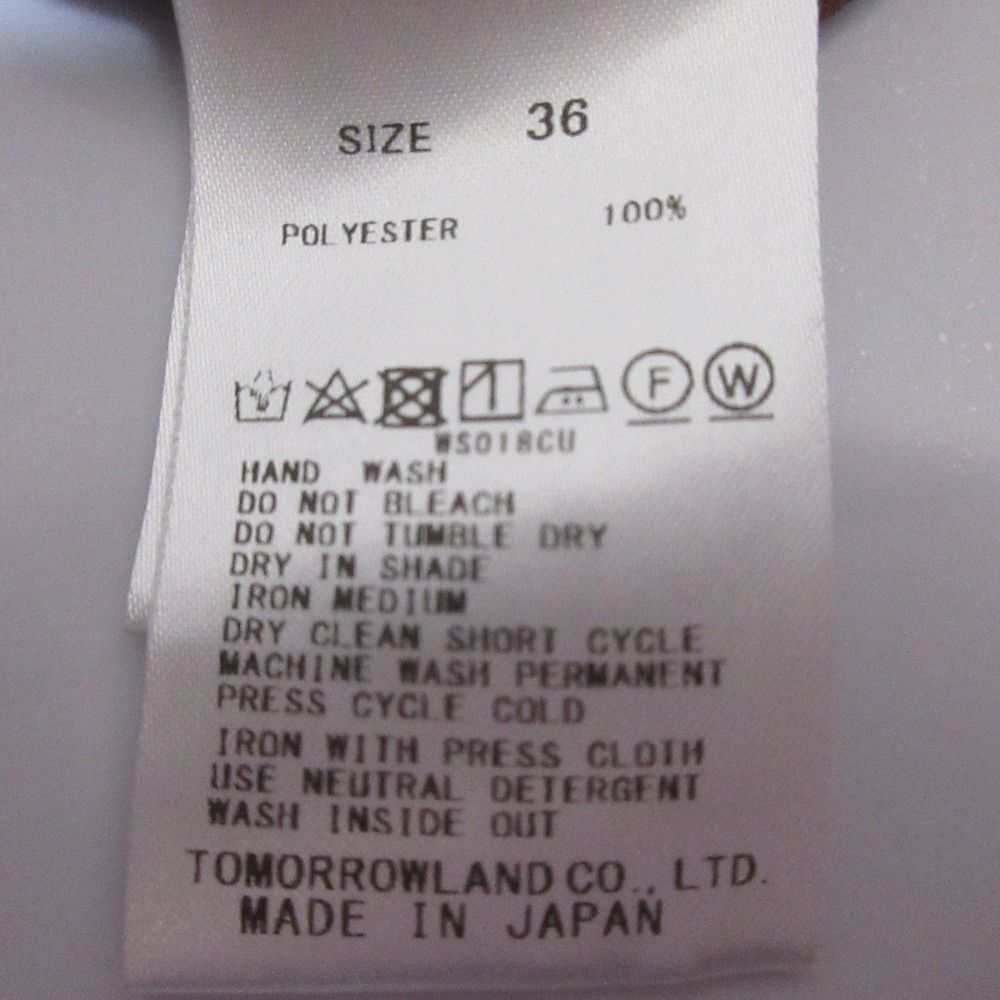 SIZE 36
POLYESTER 100%
F W
WS018CU
HAND WASH
DO NOT BLEACH
DO NOT TUMBLE DRY
DRY IN SHADE
IRON MEDIUM
DRY CLEAN SHORT CYCLE
MACHINE WASH PERMANENT
PRESS CYCLE COLD
IRON WITH PRESS CLOTH
USE NEUTRAL DETERGENT
WASH INSIDE OUT
TOMORROWLAND CO., LTD.
MADE IN JAPAN